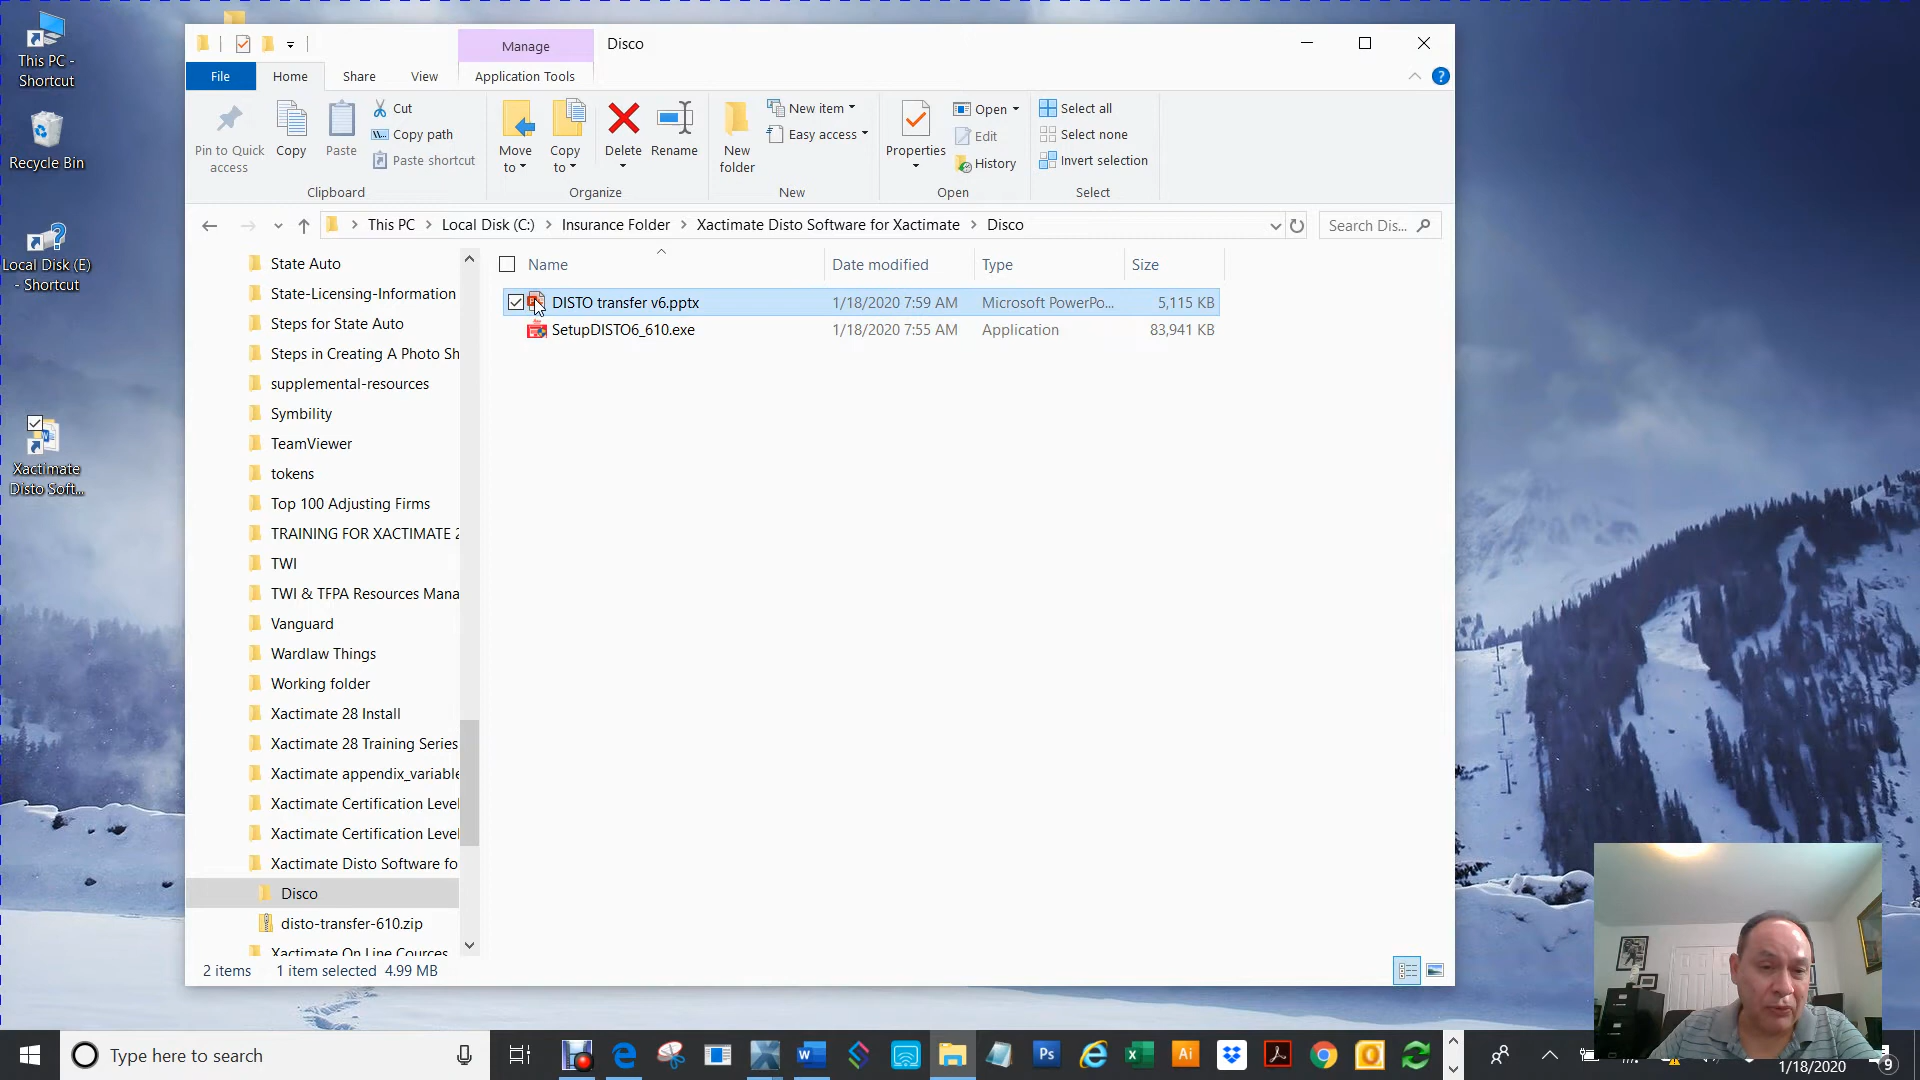 This PC -
Shortcut
Recycle Bin
Local Disk (E)
- Shortcut
Xactimate
Disto Soft...
Manage
Disco
File
Home
Share
View
Application Tools
Pin to Quick
access
Copy
Paste
Cut
Copy path
Paste shortcut
Clipboard
Move
to
Copy
to
Delete
Rename
Organize
New
folder
New item
Easy access
New
Properties
Open
Edit
History
Open
Select all
Select none
Invert selection
Select
This PC
Local Disk (C:)
Insurance Folder
Xactimate Disto Software for Xactimate
Disco
Search Dis...
State Auto
State-Licensing-Information
Steps for State Auto
Steps in Creating A Photo Sh
supplemental-resources
Symbility
TeamViewer
tokens
Top 100 Adjusting Firms
TRAINING FOR XACTIMATE 2
TWI
TWI & TFPA Resources Mana
Vanguard
Wardlaw Things
Working folder
Xactimate 28 Install
Xactimate 28 Training Series
Xactimate appendix_variable
Xactimate Certification Level
Xactimate Certification Level
Xactimate Disto Software fo
Disco
disto-transfer-610.zip
Xactimate On Line Cources
Name
Date modified
Type
Size
DISTO transfer v6.pptx
1/18/2020 7:59 AM
Microsoft PowerPo...
5,115 KB
SetupDISTO6_610.exe
1/18/2020 7:55 AM
Application
83,941 KB
2 items
1 item selected 4.99 MB
Type here to search
Ps
Ai
1/18/2020
9